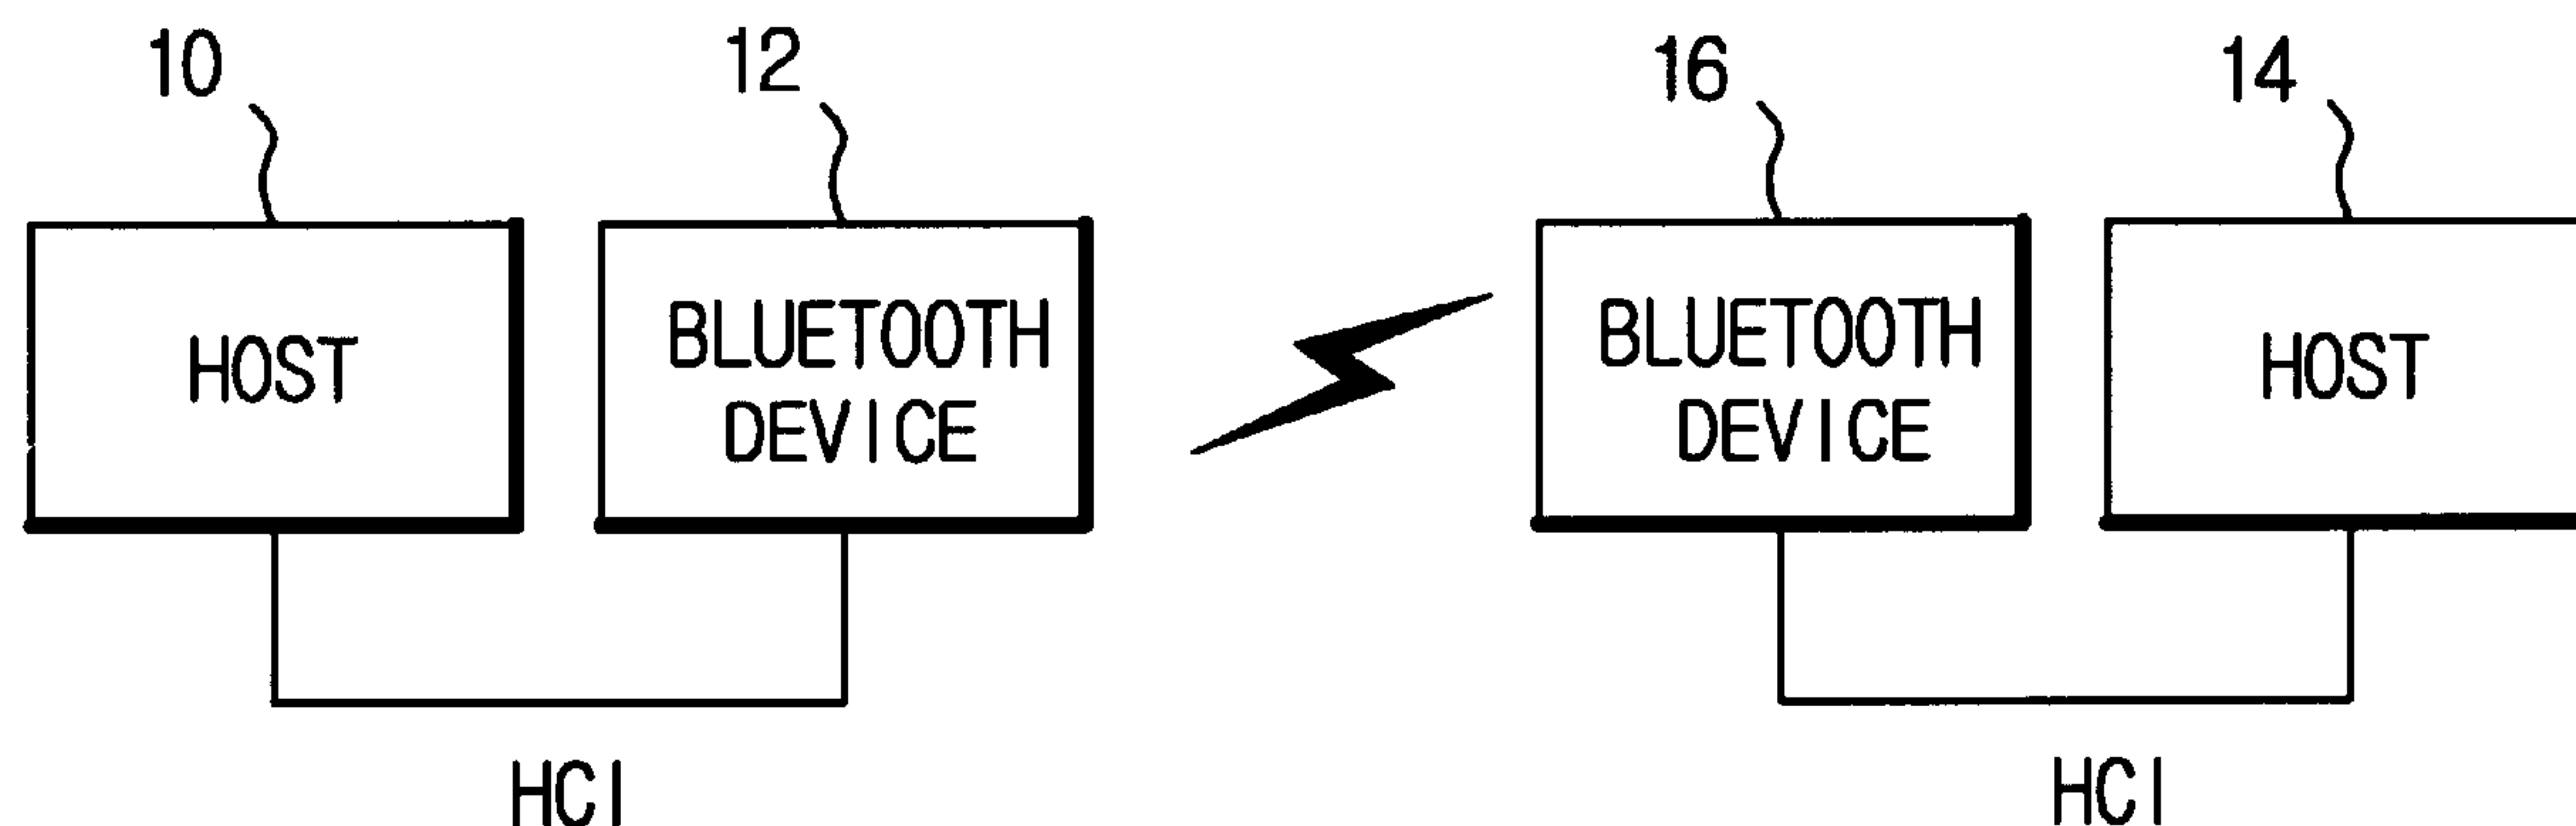 10 12 16 14
HOST
BLUETOOTH
DEVICE
BLUETOOTH
DEVICE
HOST
HCI
HCI